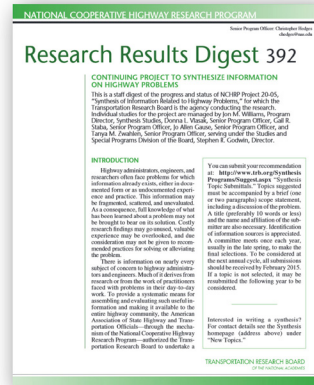 NATIONAL COOPERATIVE HIGHWAY RESEARCH PROGRAM
Senior Program Officer: Christopher Hedges
chedges@nas.edu
Research Results Digest 392
CONTINUING PROJECT TO SYNTHESIZE INFORMATION
ON HIGHWAY PROBLEMS
This is a staff digest of the progress and status of NCHRP Project 20-05,
"Synthesis of Information Related to Highway Problems," for which the
Transportation Research Board is the agency conducting the research.
Individual studies for the project are managed by Jon M. Williams, Program
Director, Synthesis Studies, Donna L. Vlasak, Senior Program Officer, Gail R.
Staba, Senior Program Officer, Jo Allen Gause, Senior Program Officer, and
Tanya M. Zwahlen, Senior Program Officer, serving under the Studies and
Special Programs Division of the Board, Stephen R. Godwin, Director.
INTRODUCTION
Highway administrators, engineers, and
researchers often face problems for which
information already exists, either in docu-
mented form or as undocumented experi-
ence and practice. This information may
be fragmented, scattered, and unevaluated.
As a consequence, full knowledge of what
has been learned about a problem may not
be brought to bear on its solution. Costly
research findings may go unused, valuable
experience may be overlooked, and due
consideration may not be given to recom-
mended practices for solving or alleviating
the problem.
There is information on nearly every
subject of concern to highway administra-
tors and engineers. Much of it derives from
research or from the work of practitioners
faced with problems in their day-to-day
work. To provide a systematic means for
assembling and evaluating such useful in-
formation and making it available to the
entire highway community, the American
Association of State Highway and Trans-
portation Officials—through the mecha-
nism of the National Cooperative Highway
Research Program—authorized the Trans-
portation Research Board to undertake a
You can submit your recommendation
at: http://www.trb.org/Synthesis
Programs/Suggest.aspx "Synthesis
Topic Submittals." Topics suggested
must be accompanied by a brief (one
or two paragraphs) scope statement,
including a discussion of the problem.
A title (preferably 10 words or less)
and the name and affiliation of the sub-
mitter are also necessary. Identification
of information sources is appreciated.
A committee meets once each year,
usually in the late spring, to make the
final selections. To be considered at
the next annual cycle, all submissions
should be received by February 2015.
If a topic is not selected, it may be
resubmitted the following year to be
considered.
Interested in writing a synthesis?
For contact details see the Synthesis
homepage (address above) under
"New Topics."
TRANSPORTATION RESEARCH BOARD
OF THE NATIONAL ACADEMIES